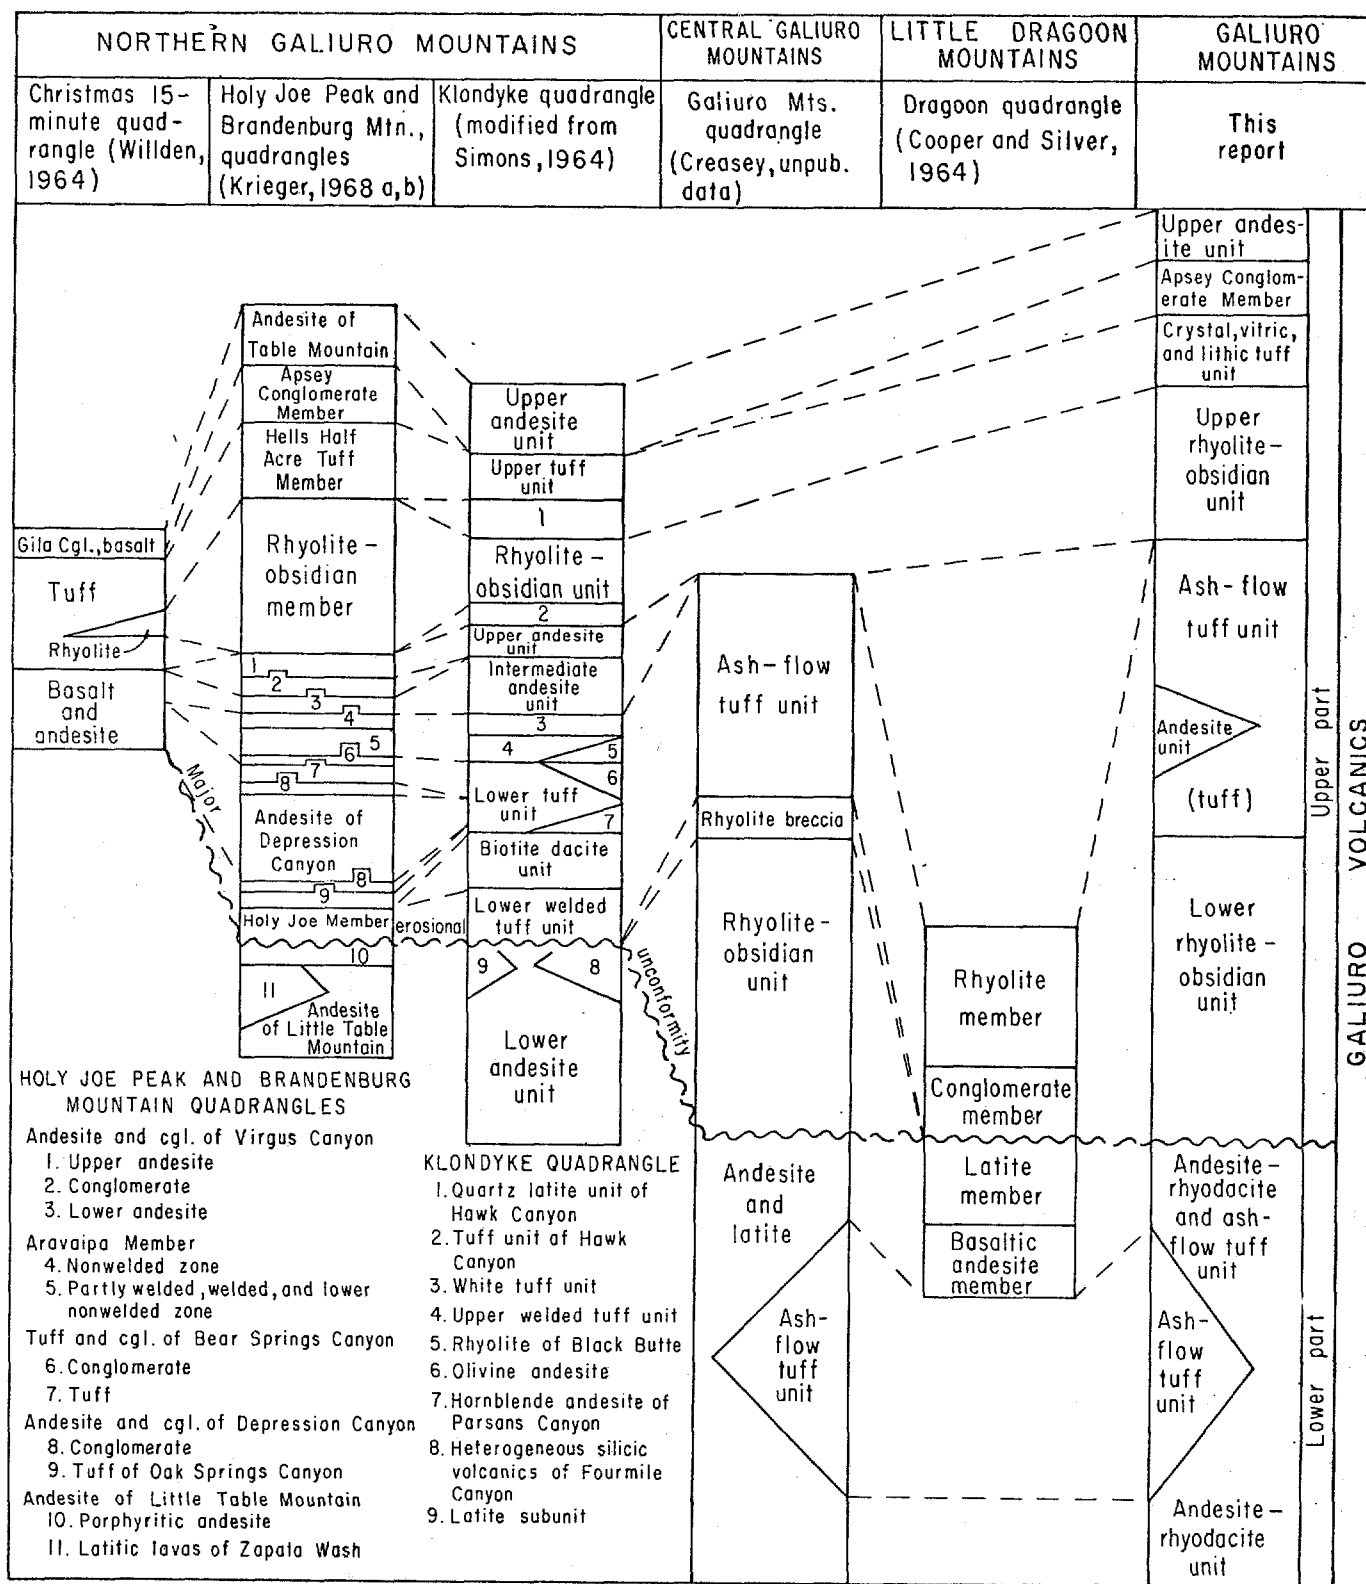 NORTHERN GALIURO MOUNTAINS
CENTRAL GALIURO
MOUNTAINS
LITTLE DRAGOON
MOUNTAINS
GALIURO
MOUNTAINS
Christmas 15-
minute quad-
rangle (Willden,
1964)
Holy Joe Peak and
Brandenburg Mtn.,
quadrangles
(Krieger, 1968 a,b)
Klondyke quadrangle
(modified from
Simons, 1964)
Galiuro Mts.
quadrangle
(Creasey, unpub.
data)
Dragoon quadrangle
(Cooper and Silver,
1964)
This
report
Gila Cgl., basalt
Tuff
Rhyolite
Basalt
and
andesite
Major
Andesite of
Table Mountain
Apsey
Conglomerate
Member
Hells Half
Acre Tuff
Member
Rhyolite-
obsidian
member
1
2
3
4
5
6
7
8
Andesite of
Depression
Canyon
8
9
Holy Joe Member
erosional
10
11
Andesite
of Little Table
Mountain
Upper
andesite
unit
Upper tuff
unit
1
Rhyolite-
obsidian unit
2
Upper andesite
unit
Intermediate
andesite
unit
3
4
5
6
Lower tuff
unit
7
Biotite dacite
unit
Lower welded
tuff unit
9
8
Lower
andesite
unit
unconformity
Ash-flow
tuff unit
Rhyolite breccia
Rhyolite-
obsidian
unit
Andesite
and
latite
Ash-
flow
tuff
unit
Rhyolite
member
Conglomerate
member
Latite
member
Basaltic
andesite
member
Upper andes-
ite unit
Apsey Conglom-
erate Member
Crystal, vitric,
and lithic tuff
unit
Upper
rhyolite-
obsidian
unit
Ash-flow
tuff unit
Andesite
unit
(tuff)
Lower
rhyolite-
obsidian
unit
Andesite-
rhyodacite
and ash-
flow tuff
unit
Ash-
flow
tuff
unit
Andesite-
rhyodacite
unit
Upper part
Lower part
GALIURO VOLCANICS
HOLY JOE PEAK AND BRANDENBURG
MOUNTAIN QUADRANGLES
Andesite and cgl. of Virgus Canyon
1. Upper andesite
2. Conglomerate
3. Lower andesite
Aravaipa Member
4. Nonwelded zone
5. Partly welded, welded, and lower
nonwelded zone
Tuff and cgl. of Bear Springs Canyon
6. Conglomerate
7. Tuff
Andesite and cgl. of Depression Canyon
8. Conglomerate
9. Tuff of Oak Springs Canyon
Andesite of Little Table Mountain
10. Porphyritic andesite
11. Latitic lavas of Zapata Wash
KLONDYKE QUADRANGLE
1. Quartz latite unit of
Hawk Canyon
2. Tuff unit of Hawk
Canyon
3. White tuff unit
4. Upper welded tuff unit
5. Rhyolite of Black Butte
6. Olivine andesite
7. Hornblende andesite of
Parsans Canyon
8. Heterogeneous silicic
volcanics of Fourmile
Canyon
9. Latite subunit